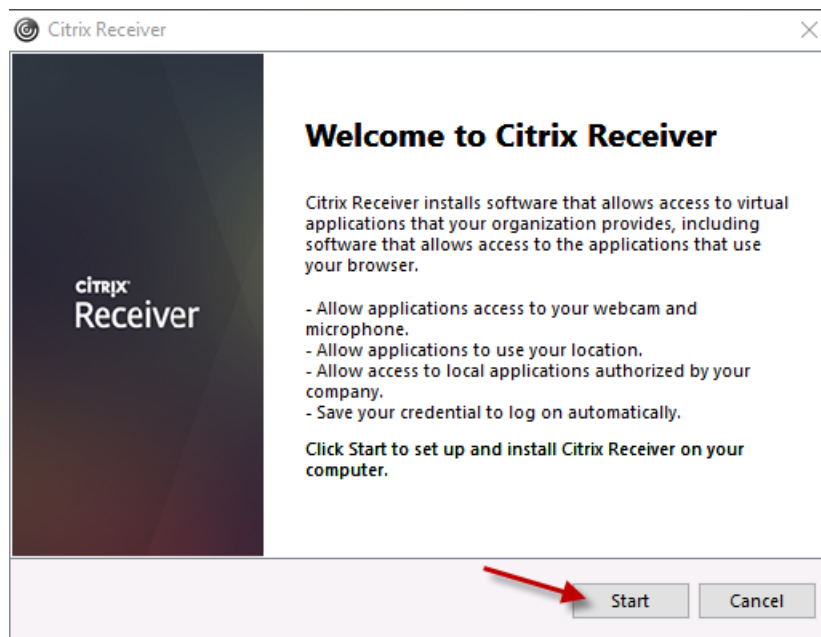 Citrix Receiver
Welcome to Citrix Receiver
Citrix Receiver installs software that allows access to virtual
applications that your organization provides, including
software that allows access to the applications that use
your browser.
- Allow applications access to your webcam and
microphone.
- Allow applications to use your location.
- Allow access to local applications authorized by your
company.
- Save your credential to log on automatically.
Click Start to set up and install Citrix Receiver on your
computer.
CITRIX
Receiver
Start
Cancel